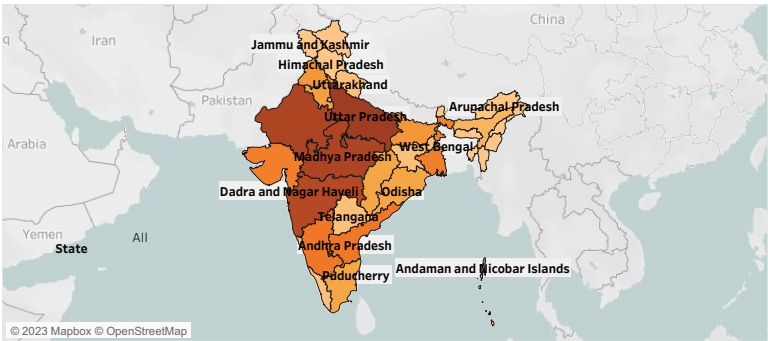 China
Iran
Jammu and Kashmir
Himachal Pradesh
Uttarakhand
Pakistan
Arunachal Pradesh
Uttar Pradesh
Arabia
West Bengal
Madhya Pradesh
Dadra and Nagar Haveli
Odisha
Telangana
Yemen
State
All
Andhra Pradesh
Puducherry
Andaman and Nicobar Islands
© 2023 Mapbox © OpenStreetMap